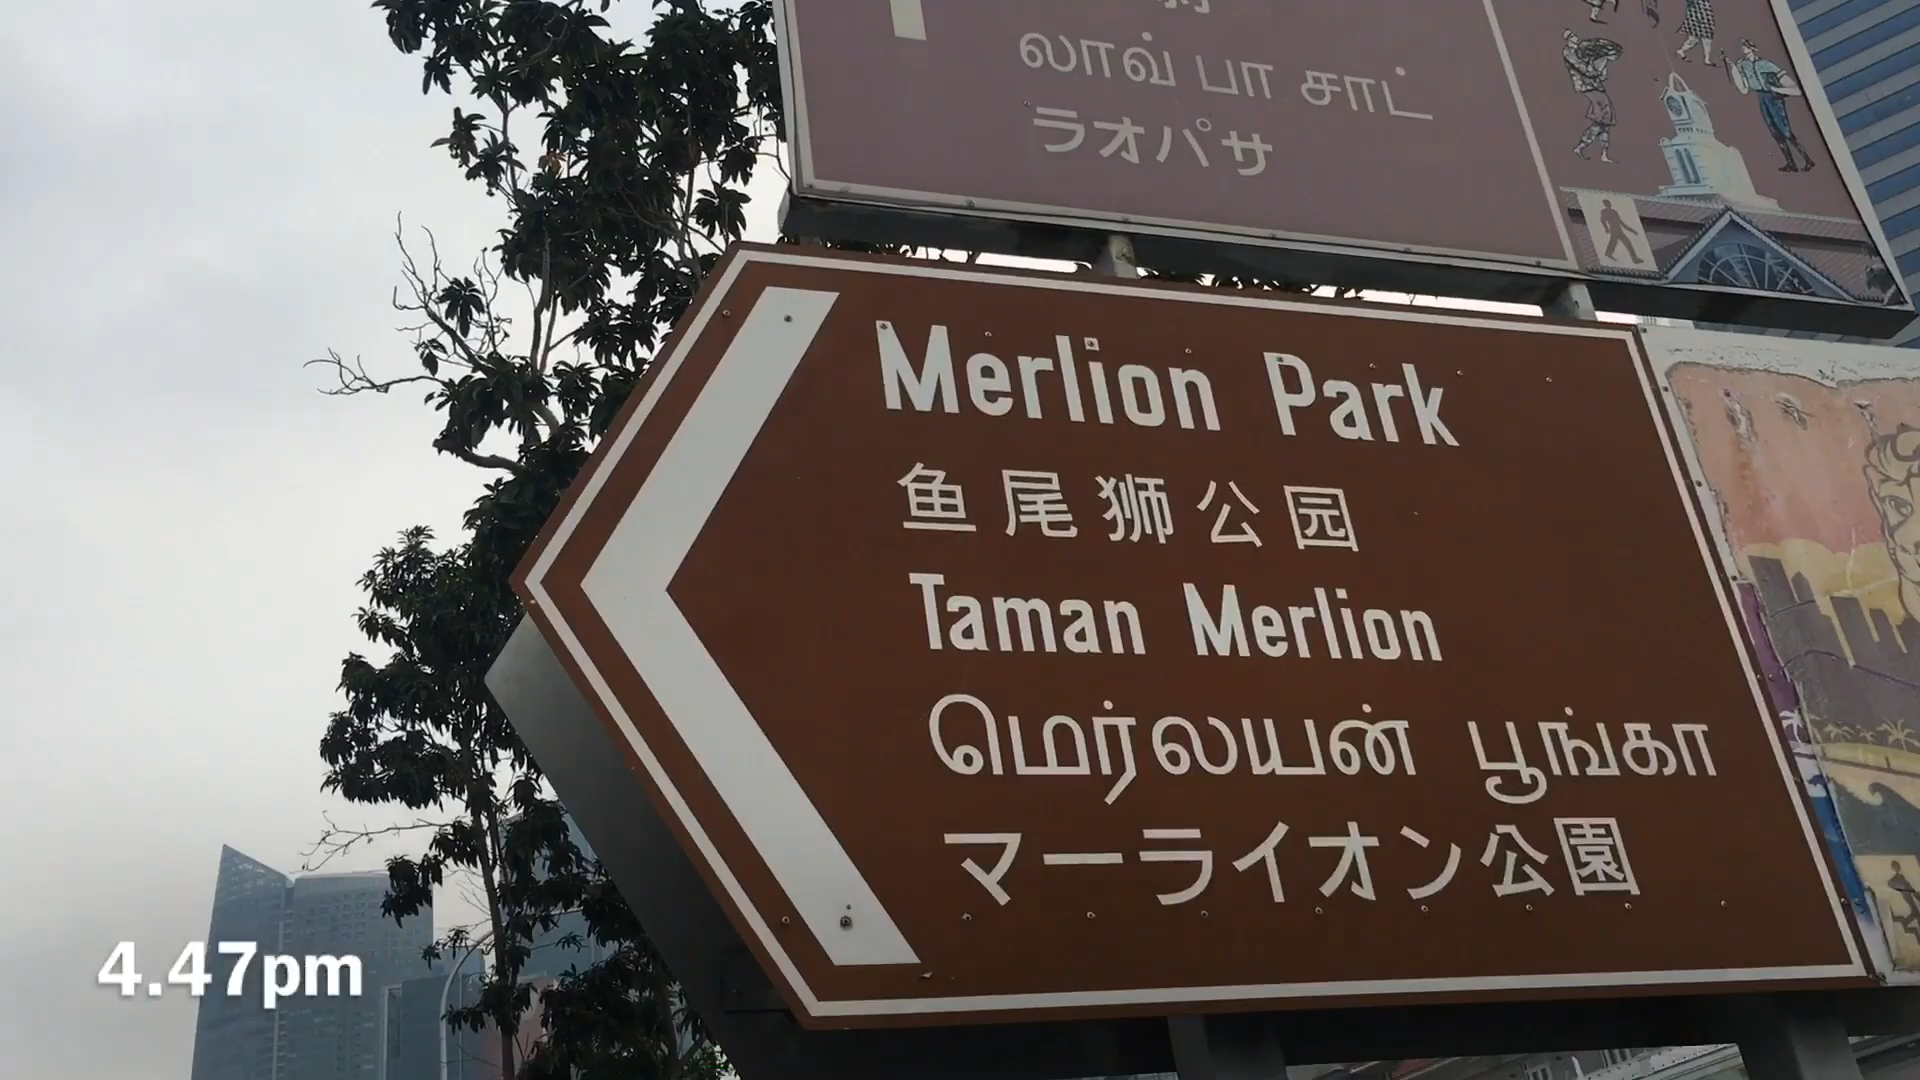 லாவ் பா சாட்
ラオパサ
Merlion Park
鱼尾狮公园
Taman Merlion
மெர்லயன் பூங்கா
マーライオン公園
4.47pm